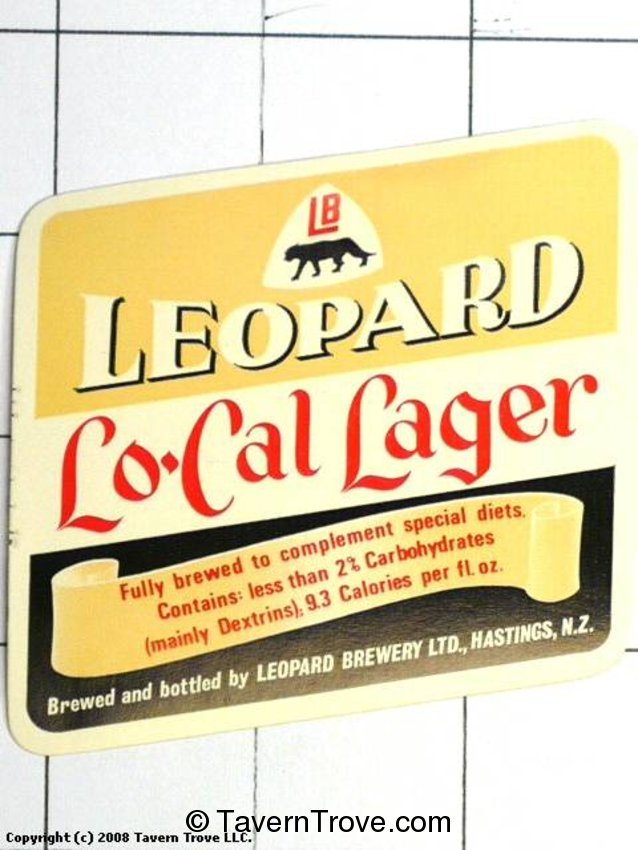 LB
LEOPARD
Lo·Cal Lager
Fully brewed to complement special diets.
Contains: less than 2% Carbohydrates
(mainly Dextrins); 9.3 Calories per fl. oz.
Brewed and bottled by LEOPARD BREWERY LTD., HASTINGS, N.Z.
© TavernTrove.com
Copyright (c) 2008 Tavern Trove LLC.